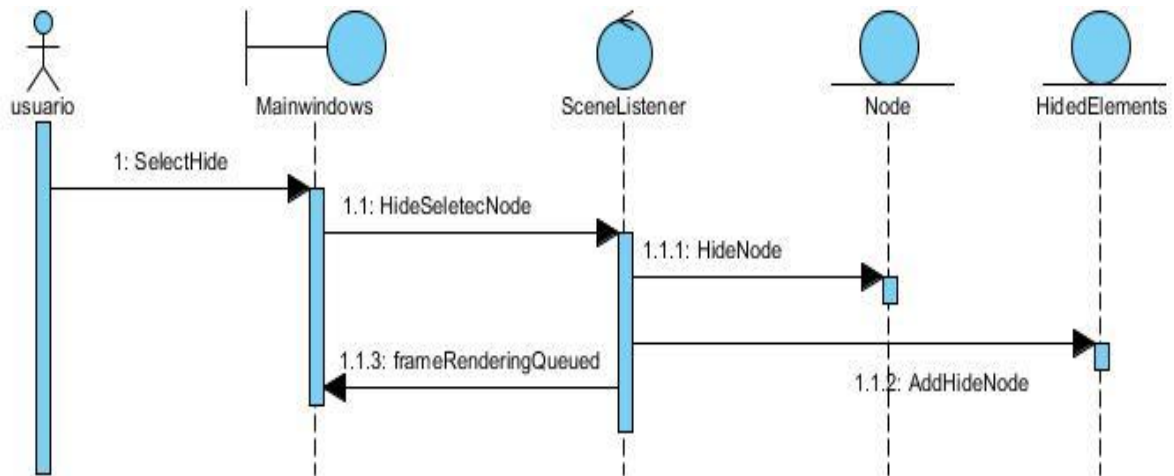 usuario
Mainwindows
SceneListener
Node
HidedElements
1: SelectHide
1.1: HideSeletecNode
1.1.1: HideNode
1.1.3: frameRenderingQueued
1.1.2: AddHideNode